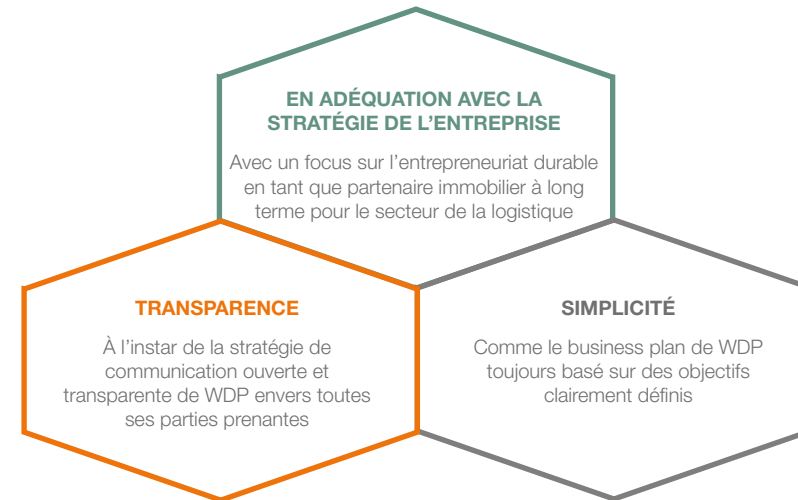 EN ADÉQUATION AVEC LA
STRATÉGIE DE L’ENTREPRISE
Avec un focus sur l’entrepreneuriat durable
en tant que partenaire immobilier à long
terme pour le secteur de la logistique
TRANSPARENCE
À l’instar de la stratégie de
communication ouverte et
transparente de WDP envers toutes
ses parties prenantes
SIMPLICITÉ
Comme le business plan de WDP
toujours basé sur des objectifs
clairement définis